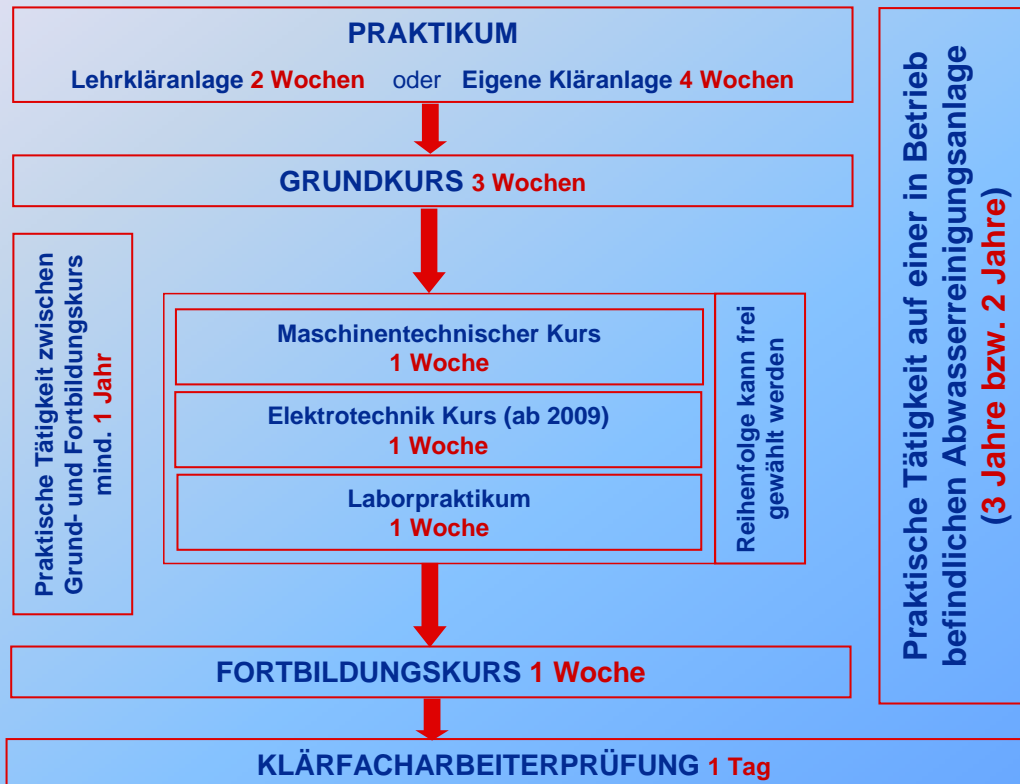 PRAKTIKUM
Lehrkläranlage 2 Wochen oder Eigene Kläranlage 4 Wochen
GRUNDKURS 3 Wochen
Praktische Tätigkeit zwischen
Grund- und Fortbildungskurs
mind. 1 Jahr
Maschinentechnischer Kurs
1 Woche
Elektrotechnik Kurs (ab 2009)
1 Woche
Laborpraktikum
1 Woche
Reihenfolge kann frei
gewählt werden
FORTBILDUNGSKURS 1 Woche
KLÄRFACHARBEITERPRÜFUNG 1 Tag
Praktische Tätigkeit auf einer in Betrieb
befindlichen Abwasserreinigungsanlage
(3 Jahre bzw. 2 Jahre)